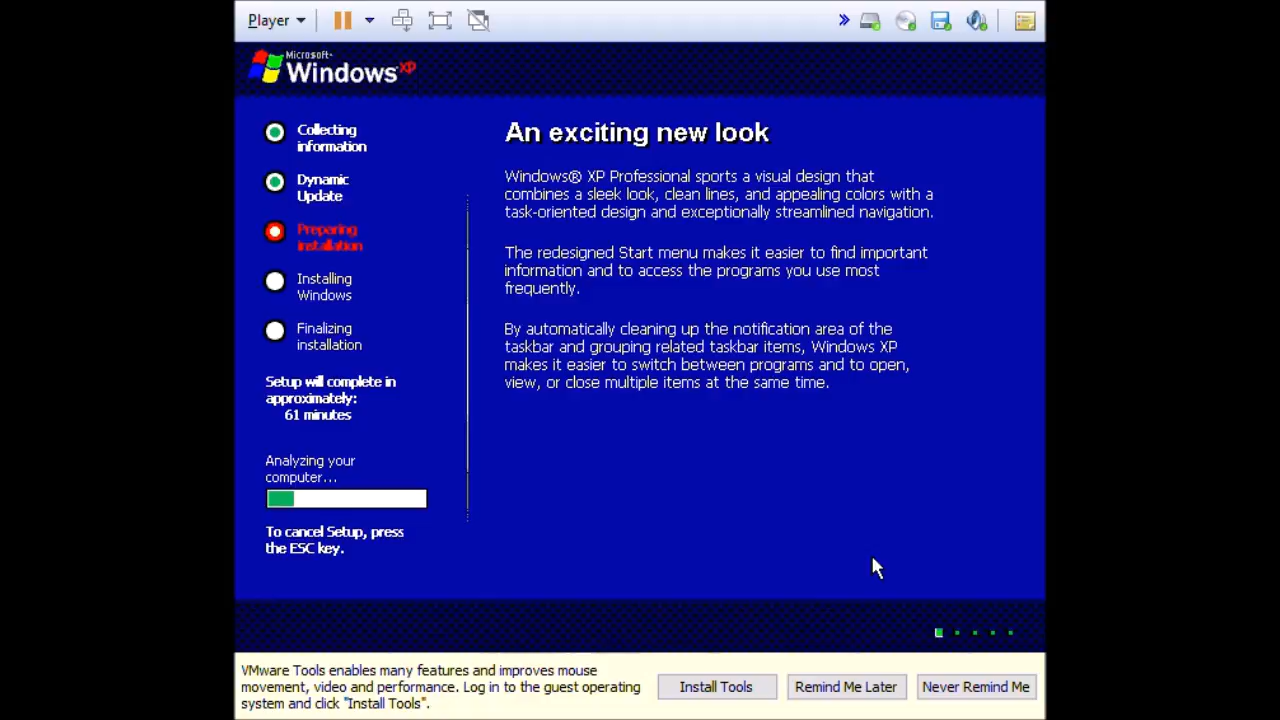 Player
Microsoft
Windows xp
Collecting
information
Dynamic
Update
Preparing
installation
Installing
Windows
Finalizing
installation
Setup will complete in
approximately:
61 minutes
Analyzing your
computer...
To cancel Setup, press
the ESC key.
An exciting new look
Windows® XP Professional sports a visual design that
combines a sleek look, clean lines, and appealing colors with a
task-oriented design and exceptionally streamlined navigation.
The redesigned Start menu makes it easier to find important
information and to access the programs you use most
frequently.
By automatically cleaning up the notification area of the
taskbar and grouping related taskbar items, Windows XP
makes it easier to switch between programs and to open,
view, or close multiple items at the same time.
VMware Tools enables many features and improves mouse
movement, video and performance. Log in to the guest operating
system and click "Install Tools".
Install Tools
Remind Me Later
Never Remind Me